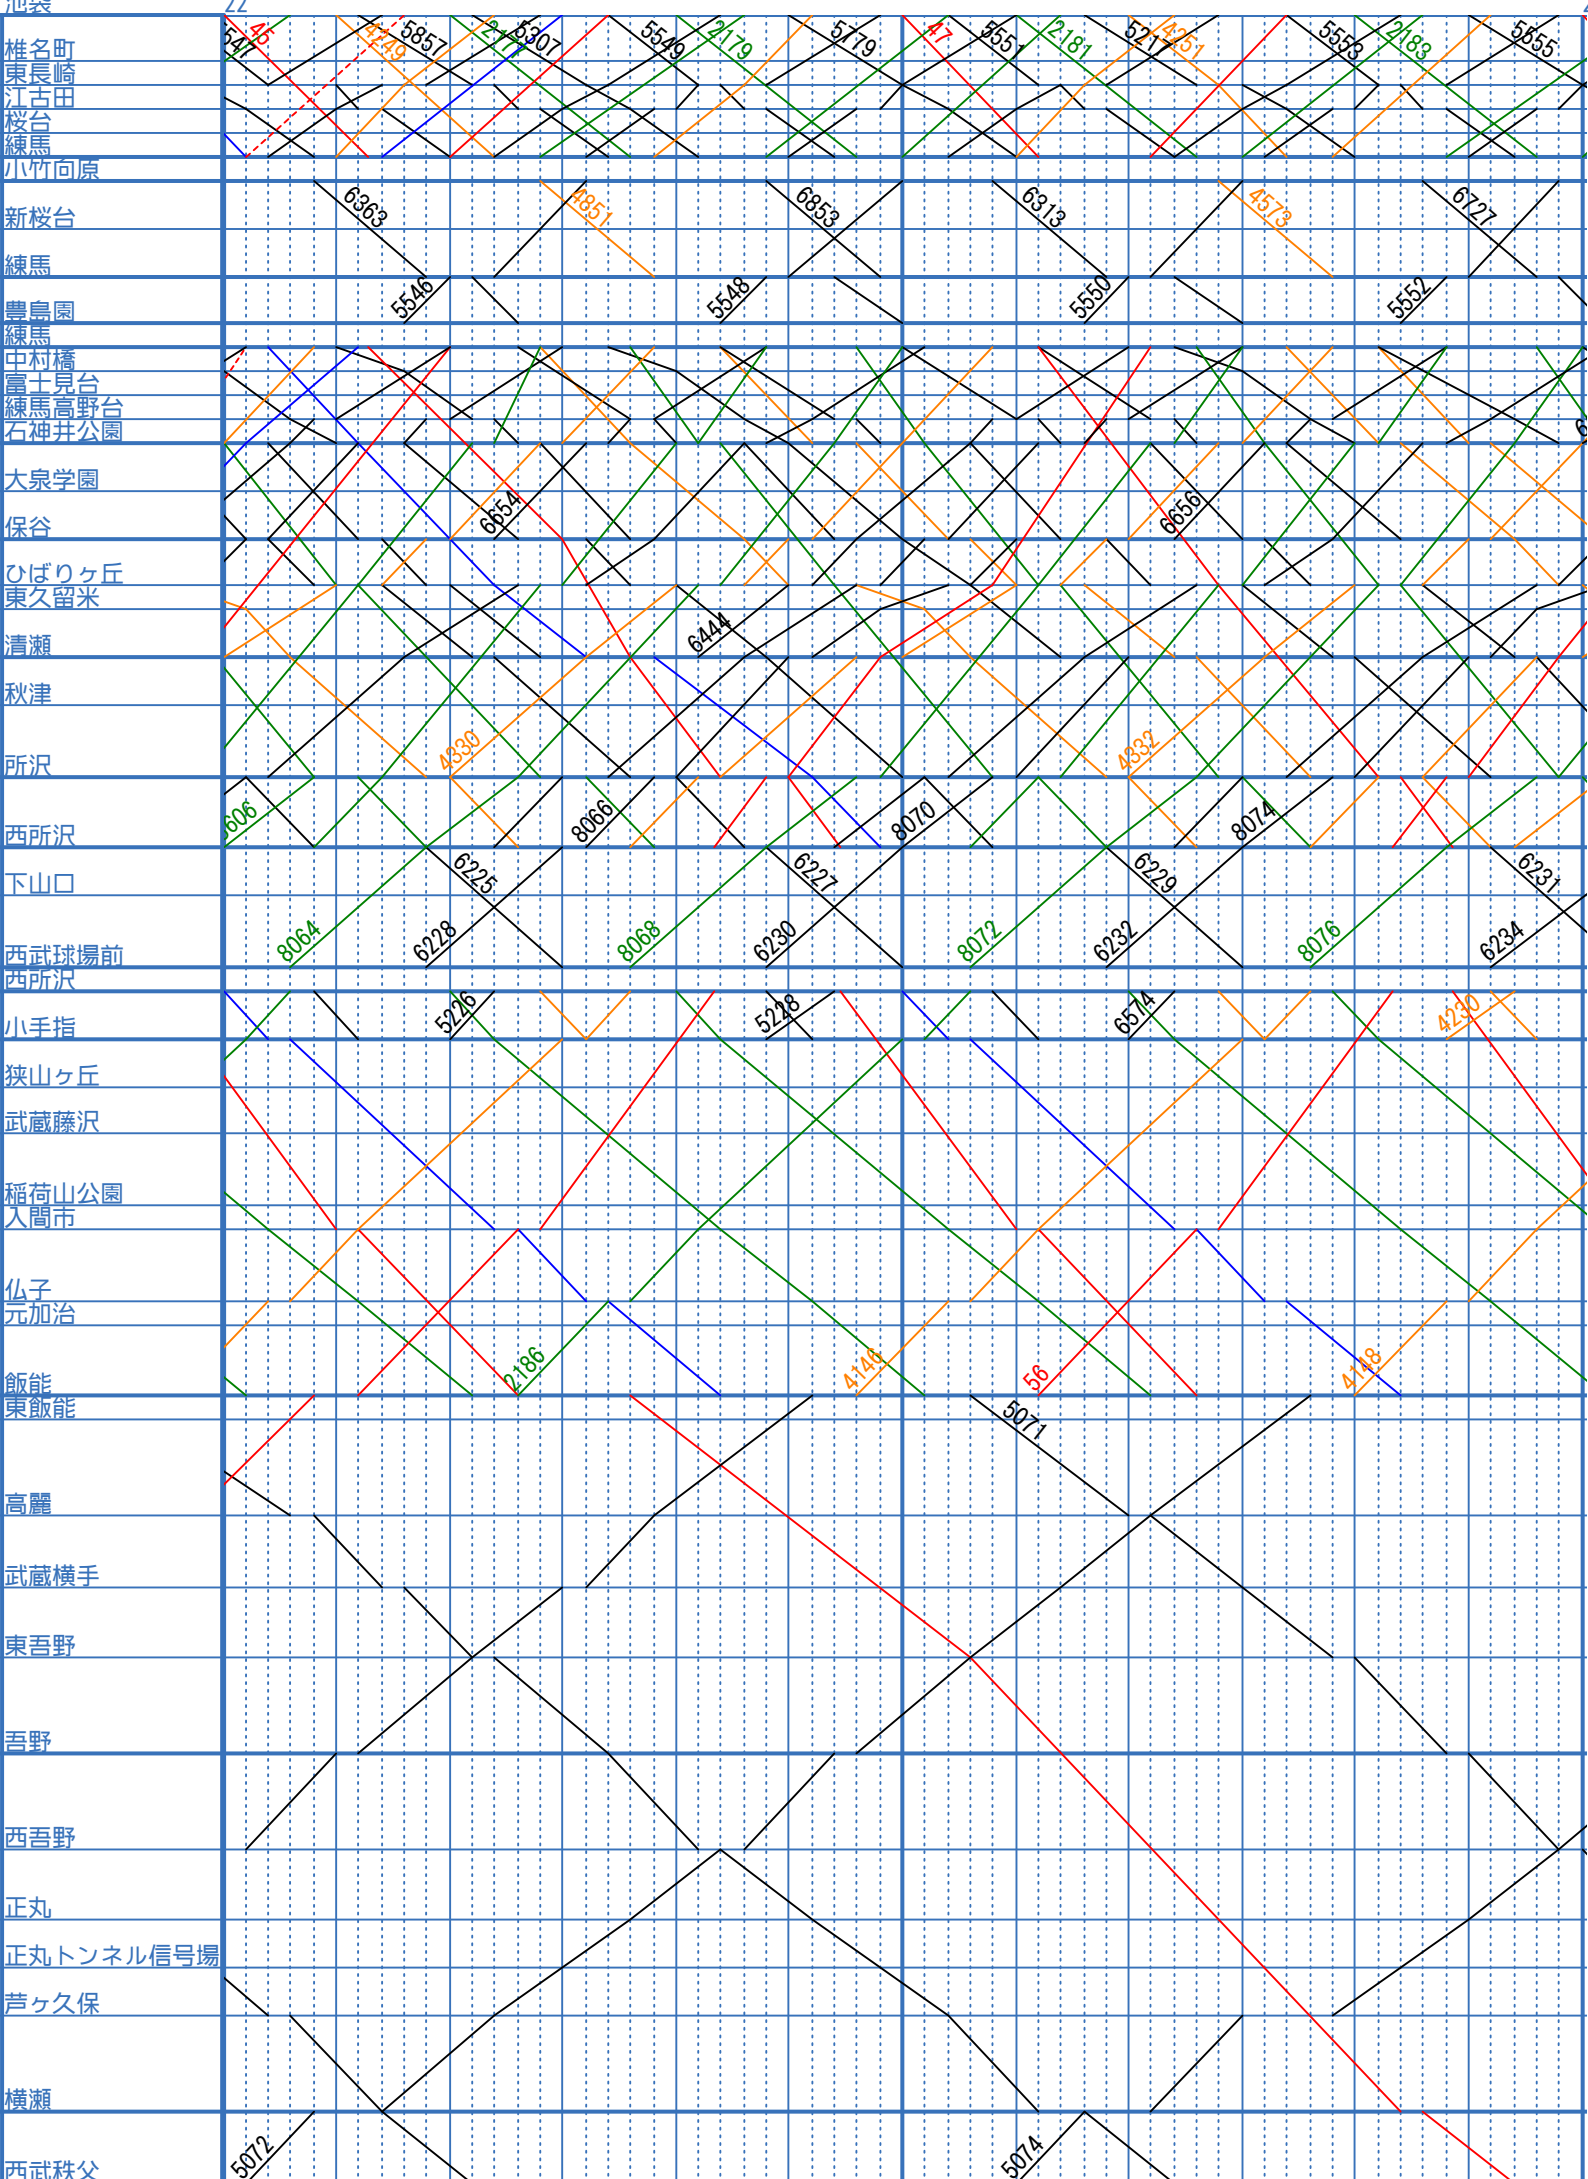 池袋 22
45 4249 5857 5307 5549 2179 5779 47 5551 2181 5217 4251 5553 2183 5555
椎名町
東長崎
江古田
桜台
練馬
小竹向原
6363 4851 6853 6313 4573 6727
新桜台
練馬
5546 5548 5550 5552
豊島園
練馬
中村橋
富士見台
練馬高野台
石神井公園
大泉学園
6654 6656
保谷
ひばりヶ丘
東久留米
6444
清瀬
秋津
4330 4332
所沢
8066 8070 8074
西所沢
6225 6227 6229 6231
下山口
8064 6228 8068 6230 8072 6232 8076 6234
西武球場前
西所沢
5226 5228 6574 4230
小手指
狭山ヶ丘
武蔵藤沢
稲荷山公園
入間市
仏子
元加治
2186 4146 56 4148
飯能
東飯能
5071
高麗
武蔵横手
東吾野
吾野
西吾野
正丸
正丸トンネル信号場
芦ヶ久保
横瀬
5072 5074
西武秩父